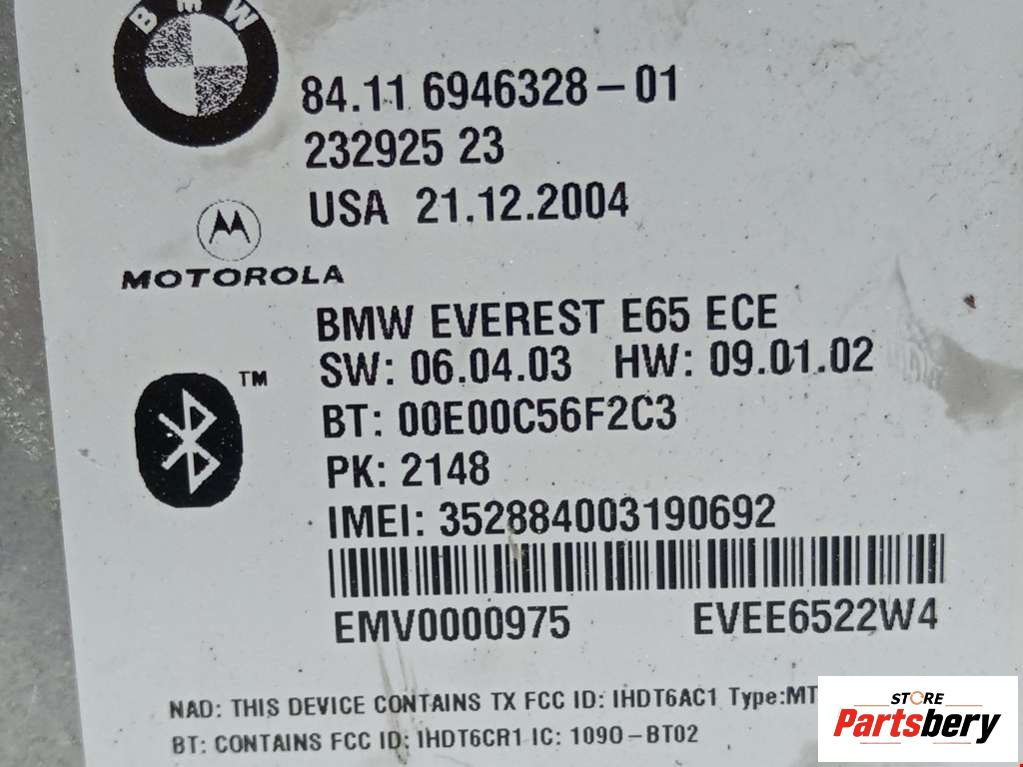 BMW
84.11 6946328-01
232925 23
USA 21.12.2004
MOTOROLA
BMW EVEREST E65 ECE
SW: 06.04.03 HW: 09.01.02
TM
BT: 00E00C56F2C3
PK: 2148
IMEI: 352884003190692
EMV0000975 EVEE6522W4
NAD: THIS DEVICE CONTAINS TX FCC ID: IHDT6AC1 Type:MT
BT: CONTAINS FCC ID: IHDT6CR1 IC: 1090-BT02
STORE
Partsbery